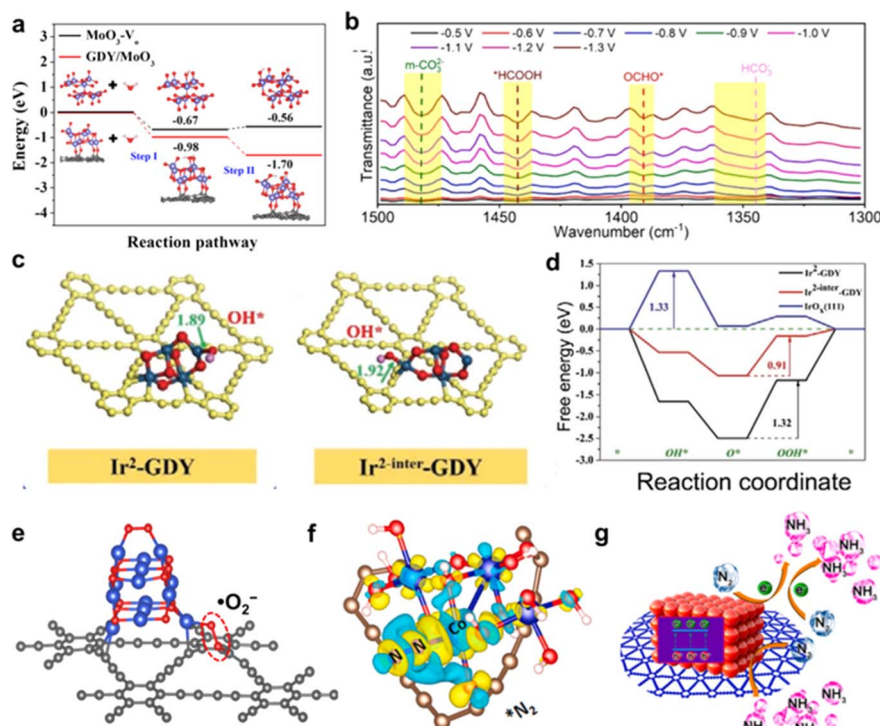 a
Energy (eV)
3
2
1
0
-1
-2
-3
-4
MoO₃-Vₒ
GDY/MoO₃
+
+
-0.67
-0.56
-0.98
-1.70
Step I
Step II
Reaction pathway
b
-0.5 V -0.6 V -0.7 V -0.8 V -0.9 V -1.0 V
-1.1 V -1.2 V -1.3 V
m-CO₃²⁻
*HCOOH
OCHO*
HCO₃⁻
Transmittance (a.u.)
1500 1450 1400 1350 1300
Wavenumber (cm⁻¹)
c
1.89
OH*
OH*
1.92
Ir²-GDY
Ir²⁻ⁱⁿᵗᵉʳ-GDY
d
Free energy (eV)
1.5
1.0
0.5
0.0
-0.5
-1.0
-1.5
-2.0
-2.5
Ir²-GDY
Ir²⁻ⁱⁿᵗᵉʳ-GDY
IrOₓ(111)
1.33
0.91
1.32
* OH* O* OOH* *
Reaction coordinate
e
•O₂⁻
f
Co
N N
*N₂
g
NH₃
NH₃
NH₃
NH₃
NH₃
N₂
e
e
N₂
N₂
NH₃
NH₃
NH₃